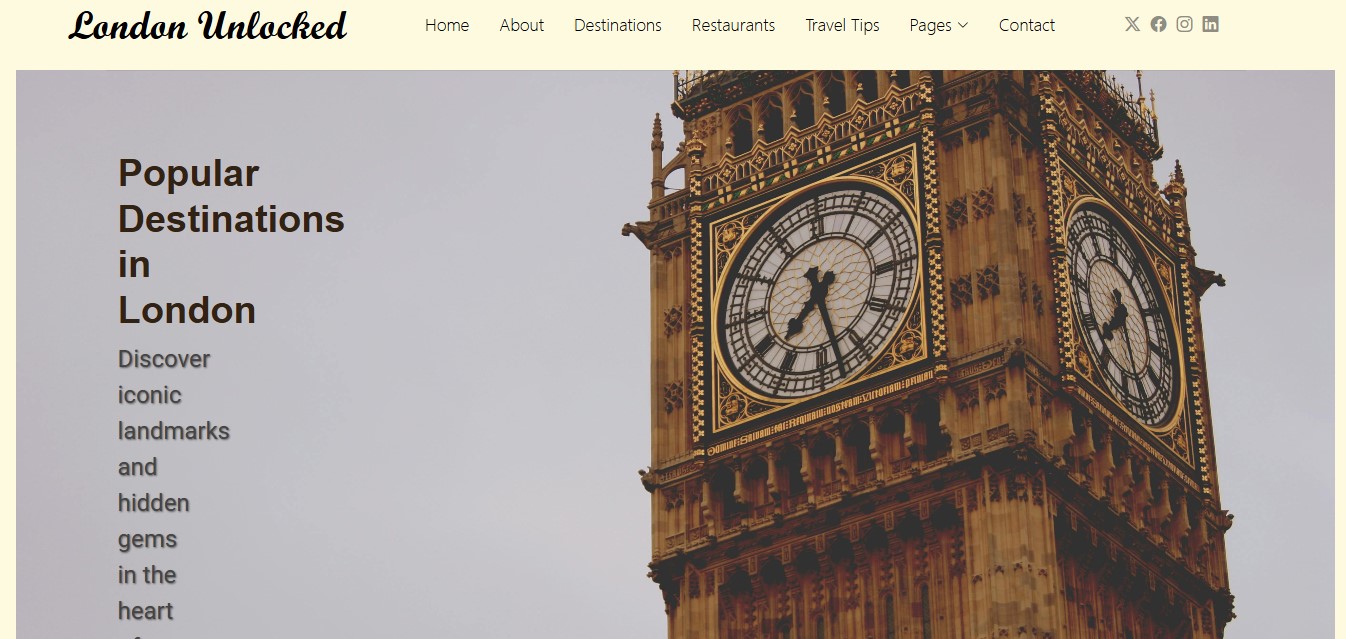 London Unlocked
Home About Destinations Restaurants Travel Tips Pages Contact
Popular
Destinations
in
London
Discover
iconic
landmarks
and
hidden
gems
in the
heart